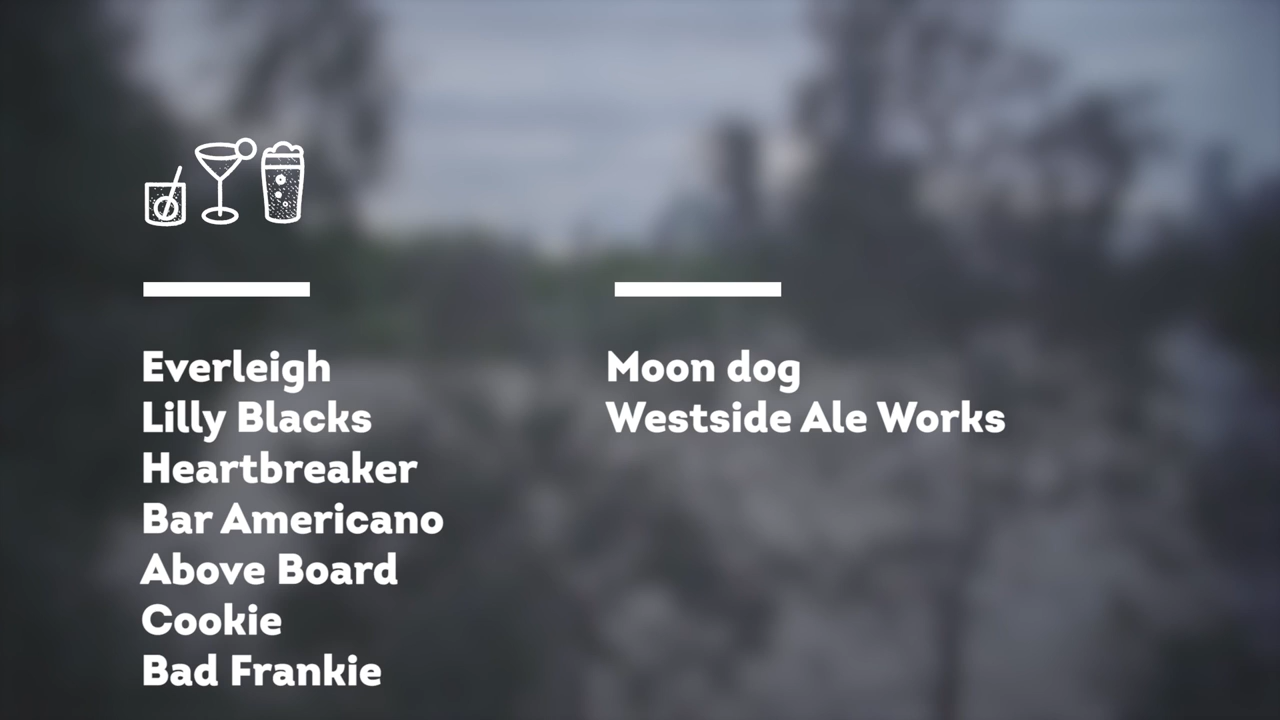 Everleigh
Lilly Blacks
Heartbreaker
Bar Americano
Above Board
Cookie
Bad Frankie
Moon dog
Westside Ale Works